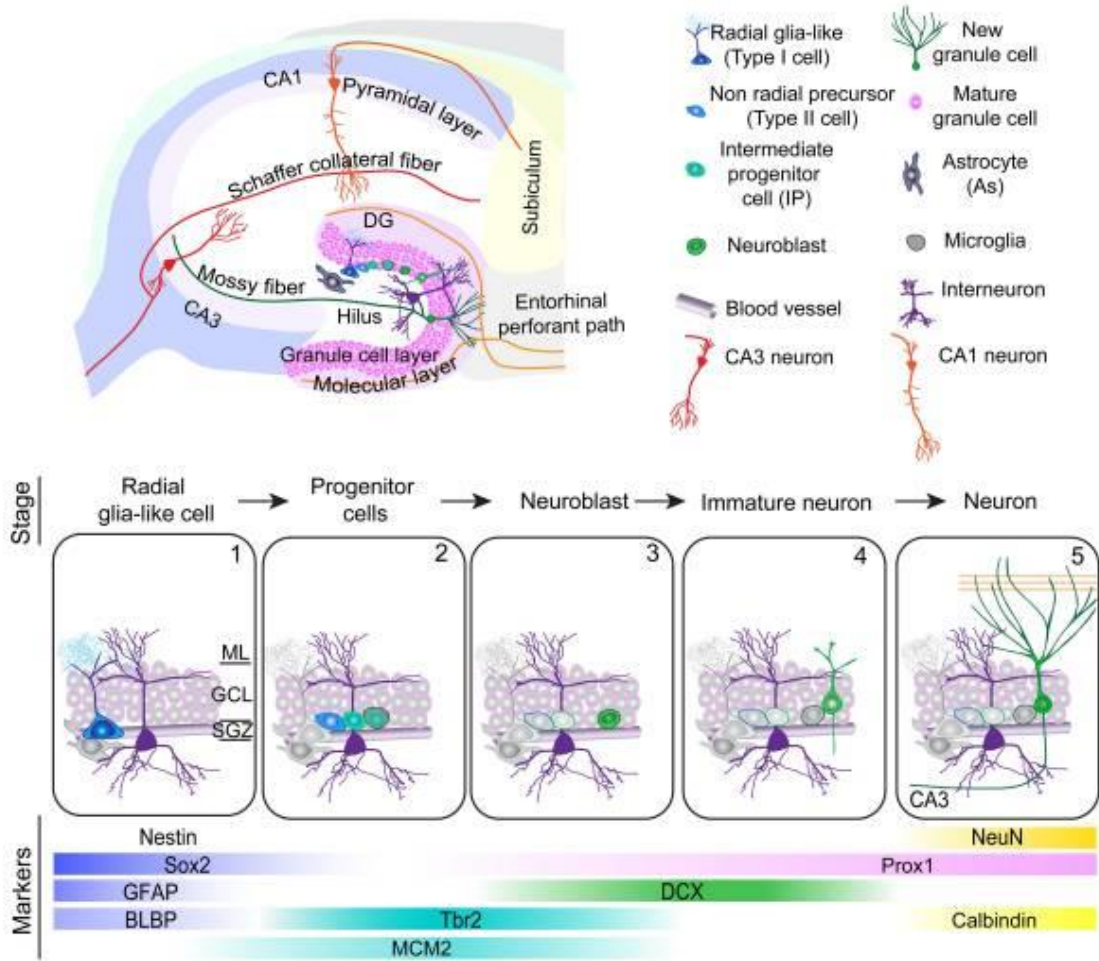 CA1
Pyramidal layer
Schaffer collateral fiber
Subiculum
DG
Mossy fiber
CA3
Hilus
Entorhinal
perforant path
Granule cell layer
Molecular layer
Radial glia-like
(Type I cell)
New
granule cell
Non radial precursor
(Type II cell)
Mature
granule cell
Intermediate
progenitor
cell (IP)
Astrocyte
(As)
Neuroblast
Microglia
Blood vessel
Interneuron
CA3 neuron
CA1 neuron
Stage
Radial
glia-like cell
Progenitor
cells
Neuroblast
Immature neuron
Neuron
1
2
3
4
5
ML
GCL
SGZ
CA3
Markers
Nestin
NeuN
Sox2
Prox1
GFAP
DCX
BLBP
Tbr2
Calbindin
MCM2